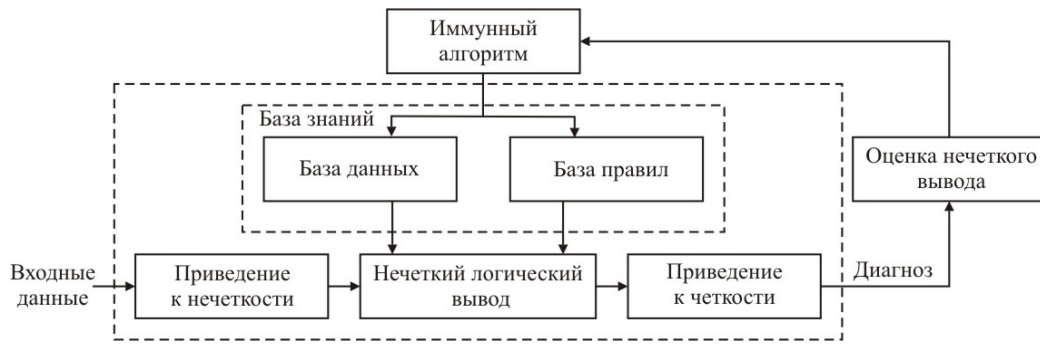 Иммунный
алгоритм
База знаний
База данных
База правил
Оценка нечеткого
вывода
Входные
данные
Приведение
к нечеткости
Нечеткий логический
вывод
Приведение
к четкости
Диагноз